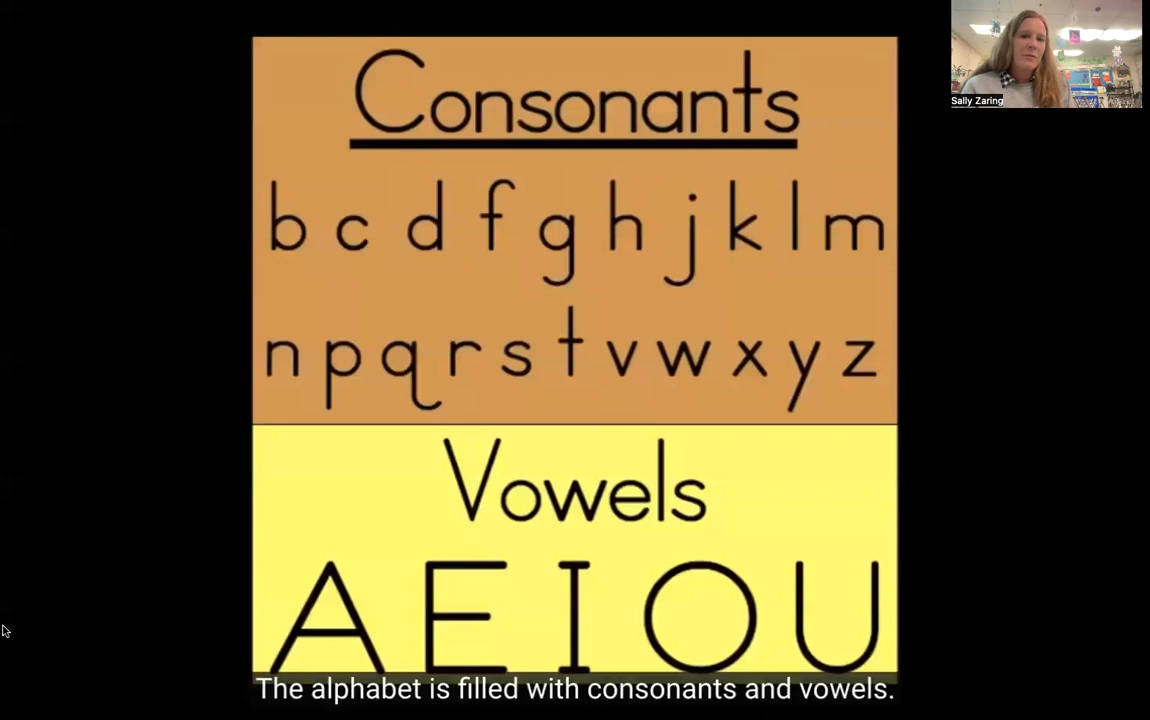 Consonants
b c d f g h j k l m
n p q r s t v w x y z
Vowels
A E I O U
The alphabet is filled with consonants and vowels.
Sally Zaring